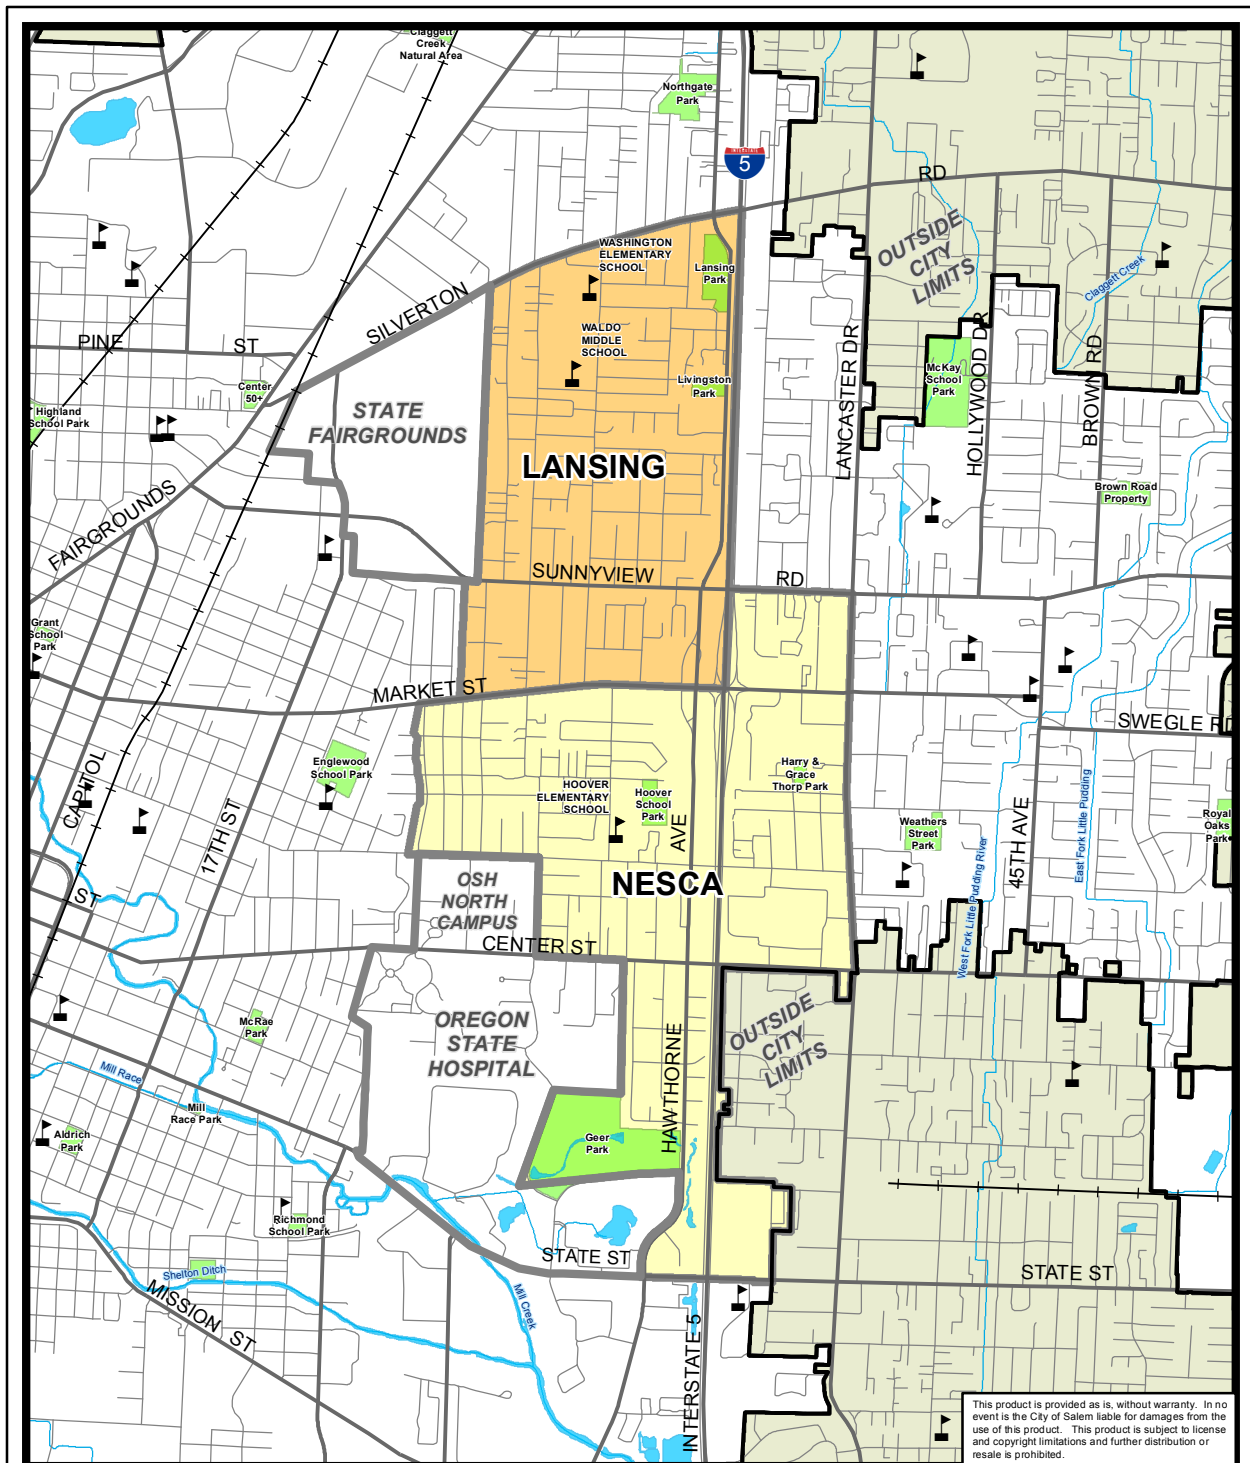 Claggett
Creek
Natural Area
Northgate
Park
INTERSTATE
5
RD
WASHINGTON
ELEMENTARY
SCHOOL
Lansing
Park
OUTSIDE
CITY
LIMITS
Claggett Creek
SILVERTON
PINE
ST
WALDO
MIDDLE
SCHOOL
Livingston
Park
LANCASTER DR
McKay
School
Park
HOLLYWOOD DR
BROWN RD
Center
50+
Highland
School Park
STATE
FAIRGROUNDS
LANSING
Brown Road
Property
FAIRGROUNDS
SUNNYVIEW
RD
Grant
School
Park
MARKET ST
SWEGLE RD
Englewood
School Park
CAPITOL
17TH ST
HOOVER
ELEMENTARY
SCHOOL
Hoover
School
Park
AVE
Harry &
Grace
Thorp Park
Weathers
Street
Park
West Fork Little Pudding River
45TH AVE
East Fork Little Pudding
Royal
Oaks
Park
ST
OSH
NORTH
CAMPUS
NESCA
CENTER ST
McRae
Park
OREGON
STATE
HOSPITAL
OUTSIDE
CITY
LIMITS
HAWTHORNE
Mill Race
Mill
Race Park
Aldrich
Park
Geer
Park
Richmond
School Park
STATE ST
STATE ST
Shelton Ditch
MISSION ST
Mill Creek
INTERSTATE 5
This product is provided as is, without warranty. In no
event is the City of Salem liable for damages from the
use of this product. This product is subject to license
and copyright limitations and further distribution or
resale is prohibited.